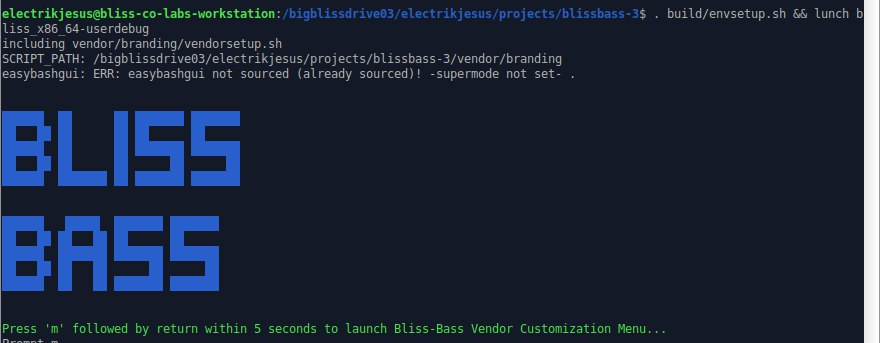 electrikjesus@bliss-co-labs-workstation:/bigblissdrive03/electrikjesus/projects/blissbass-3$ . build/envsetup.sh && lunch b
liss_x86_64-userdebug
including vendor/branding/vendorsetup.sh
SCRIPT_PATH: /bigblissdrive03/electrikjesus/projects/blissbass-3/vendor/branding
easybashgui: ERR: easybashgui not sourced (already sourced)! -supermode not set- .
BLISS
BASS
Press 'm' followed by return within 5 seconds to launch Bliss-Bass Vendor Customization Menu...
Prompt m